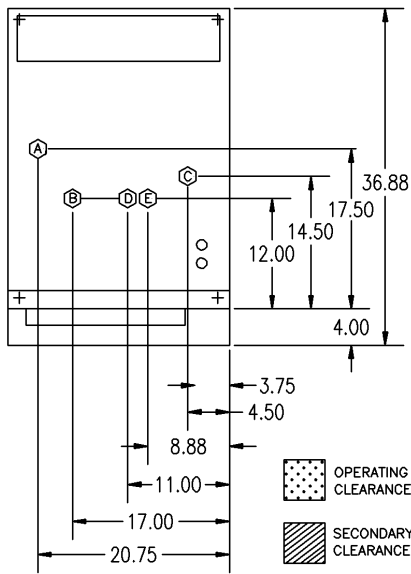 A
B
D
E
C
36.88
17.50
14.50
12.00
4.00
3.75
4.50
8.88
11.00
17.00
20.75
OPERATING
CLEARANCE
SECONDARY
CLEARANCE